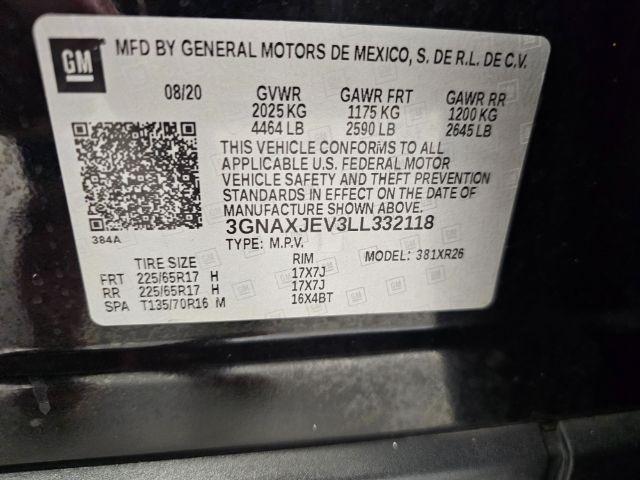 GM MFD BY GENERAL MOTORS DE MEXICO, S. DE R.L. DE C.V.
08/20 GVWR GAWR FRT GAWR RR
2025 KG 1175 KG 1200 KG
4464 LB 2590 LB 2645 LB
THIS VEHICLE CONFORMS TO ALL
APPLICABLE U.S. FEDERAL MOTOR
VEHICLE SAFETY AND THEFT PREVENTION
STANDARDS IN EFFECT ON THE DATE OF
MANUFACTURE SHOWN ABOVE.
384A 3GNAXJEV3LL332118
TYPE: M.P.V. MODEL: 381XR26
TIRE SIZE RIM
FRT 225/65R17 H 17X7J
RR 225/65R17 H 17X7J
SPA T135/70R16 M 16X4BT